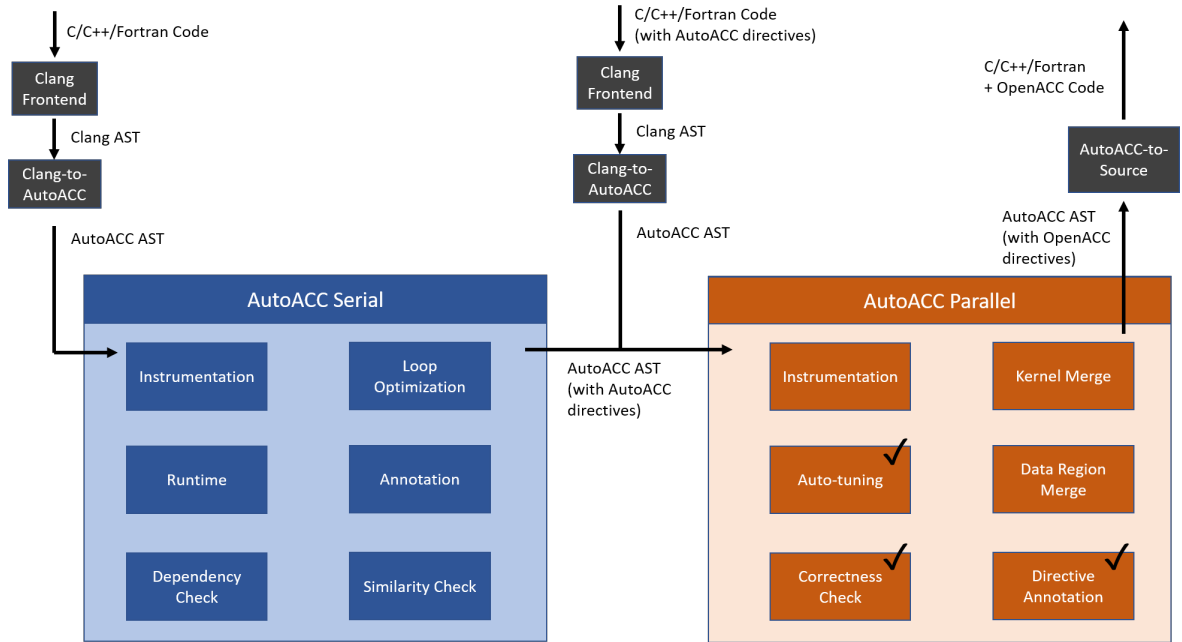 C/C++/Fortran Code
Clang
Frontend
Clang AST
Clang-to-
AutoACC
AutoACC AST
C/C++/Fortran Code
(with AutoACC directives)
Clang
Frontend
Clang AST
Clang-to-
AutoACC
AutoACC AST
C/C++/Fortran
+ OpenACC Code
AutoACC-to-
Source
AutoACC AST
(with OpenACC
directives)
AutoACC Serial
Instrumentation
Loop
Optimization
Runtime
Annotation
Dependency
Check
Similarity Check
AutoACC AST
(with AutoACC
directives)
AutoACC Parallel
Instrumentation
Kernel Merge
Auto-tuning
Data Region
Merge
Correctness
Check
Directive
Annotation